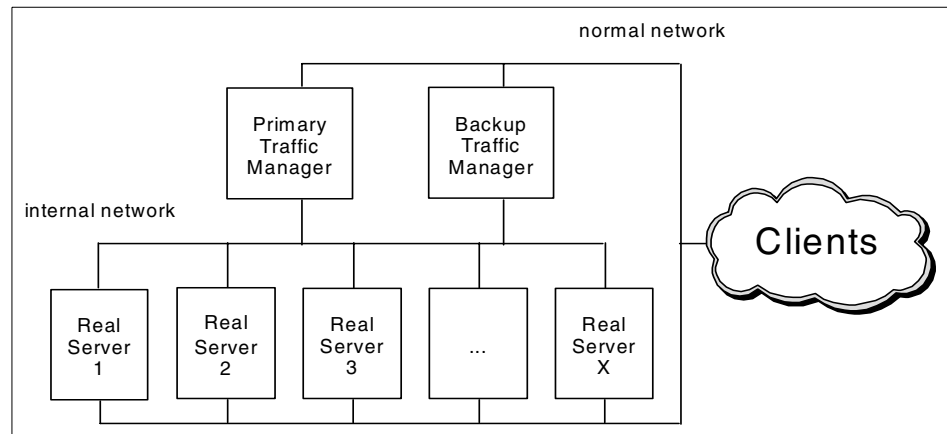 normal network
Primary
Traffic
Manager
Backup
Traffic
Manager
internal network
Clients
Real
Server
1
Real
Server
2
Real
Server
3
...
Real
Server
X